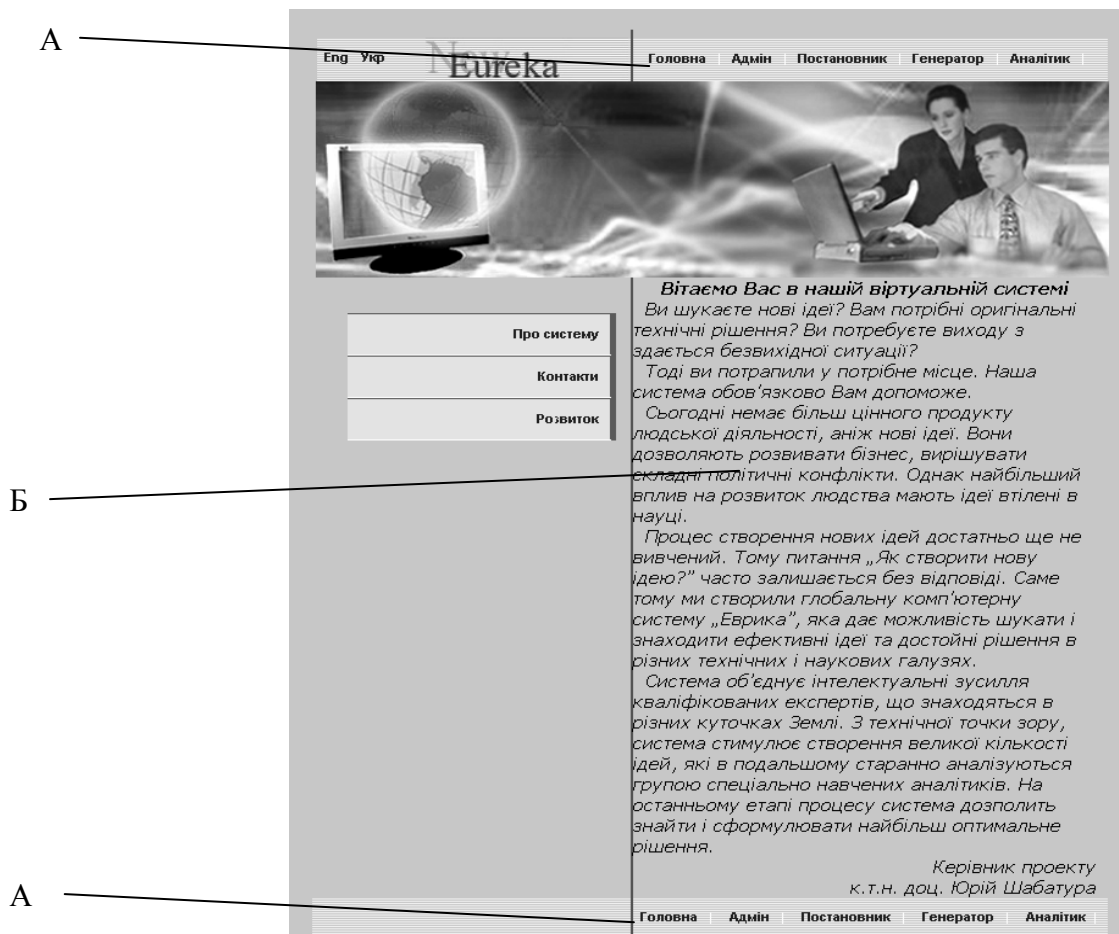 А
Eng Укр New Eureka Головна Адмін Постановник Генератор Аналітик
Вітаємо Вас в нашій віртуальній системі
Ви шукаєте нові ідеї? Вам потрібні оригінальні
технічні рішення? Ви потребуєте виходу з
здається безвихідної ситуації?
Тоді ви потрапили у потрібне місце. Наша
система обов’язково Вам допоможе.
Сьогодні немає більш цінного продукту
людської діяльності, аніж нові ідеї. Вони
дозволяють розвивати бізнес, вирішувати
складні політичні конфлікти. Однак найбільший
вплив на розвиток людства мають ідеї втілені в
науці.
Процес створення нових ідей достатньо ще не
вивчений. Тому питання „Як створити нову
ідею?” часто залишається без відповіді. Саме
тому ми створили глобальну комп’ютерну
систему „Еврика”, яка дає можливість шукати і
знаходити ефективні ідеї та достойні рішення в
різних технічних і наукових галузях.
Система об’єднує інтелектуальні зусилля
кваліфікованих експертів, що знаходяться в
різних куточках Землі. З технічної точки зору,
система стимулює створення великої кількості
ідей, які в подальшому старанно аналізуються
групою спеціально навчених аналітиків. На
останньому етапі процесу система дозполить
знайти і сформулювати найбільш оптимальне
рішення.
Керівник проекту
к.т.н. доц. Юрій Шабатура
Про систему
Контакти
Розвиток
Б
А
Головна Адмін Постановник Генератор Аналітик